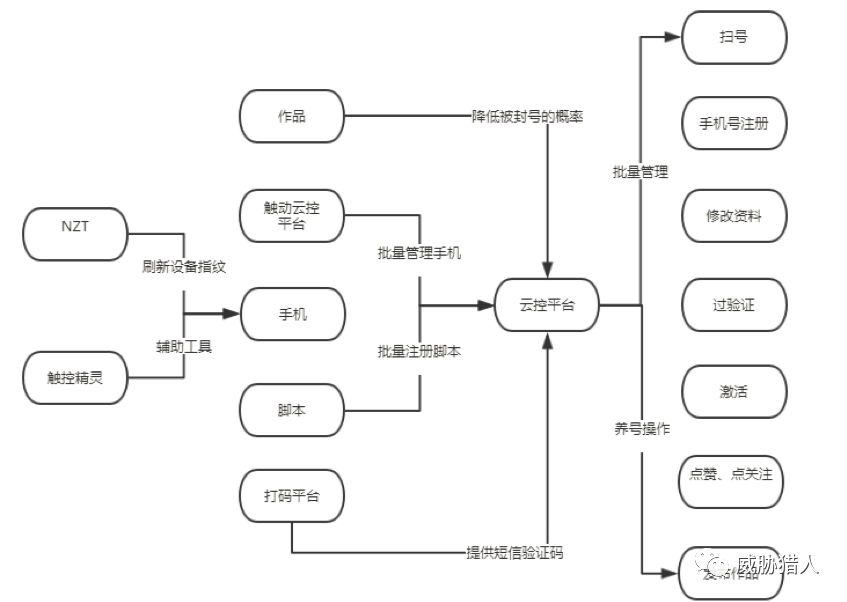 扫号
作品
降低被封号的概率
手机号注册
批量管理
触动云控
平台
修改资料
NZT
批量管理手机
刷新设备指纹
手机
云控平台
过验证
辅助工具
批量注册脚本
触控精灵
激活
脚本
养号操作
点赞、点关注
打码平台
提供短信验证码
作品
威胁猎人